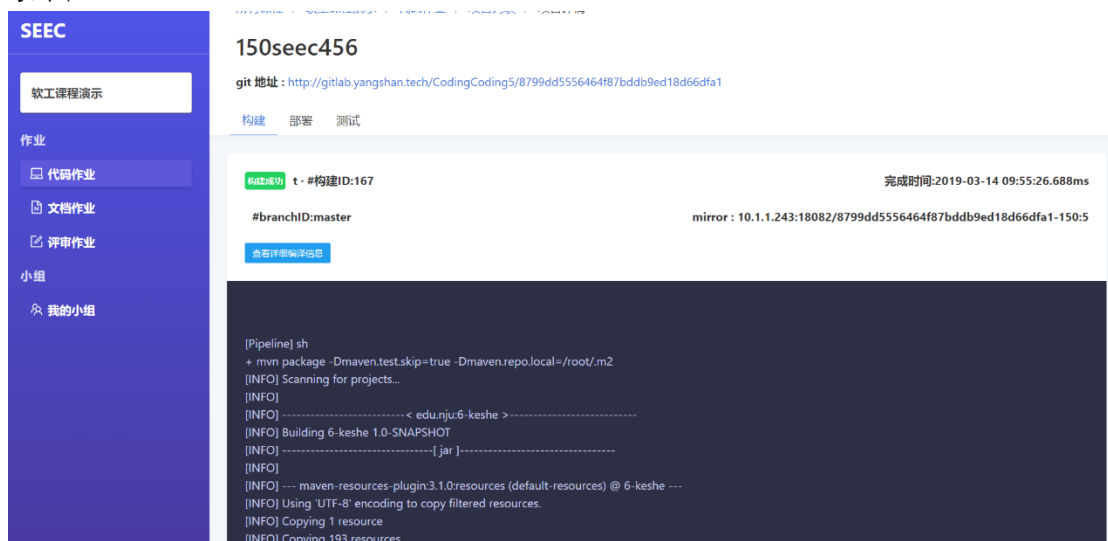 SEEC
150seec456
git 地址 : http://gitlab.yangshan.tech/CodingCoding5/8799dd5556464f87bddb9ed18d66dfa1
软工课程演示
构建 部署 测试
作业
代码作业
构建成功 t · #构建ID:167 完成时间:2019-03-14 09:55:26.688ms
文档作业
#branchID:master mirror : 10.1.1.243:18082/8799dd5556464f87bddb9ed18d66dfa1-150:5
评审作业
查看详细编译信息
小组
我的小组
[Pipeline] sh
+ mvn package -Dmaven.test.skip=true -Dmaven.repo.local=/root/.m2
[INFO] Scanning for projects...
[INFO]
[INFO] --------------------------< edu.nju:6-keshe >---------------------------
[INFO] Building 6-keshe 1.0-SNAPSHOT
[INFO] --------------------------------[ jar ]---------------------------------
[INFO]
[INFO] --- maven-resources-plugin:3.1.0:resources (default-resources) @ 6-keshe ---
[INFO] Using 'UTF-8' encoding to copy filtered resources.
[INFO] Copying 1 resource
[INFO] Copying 193 resources